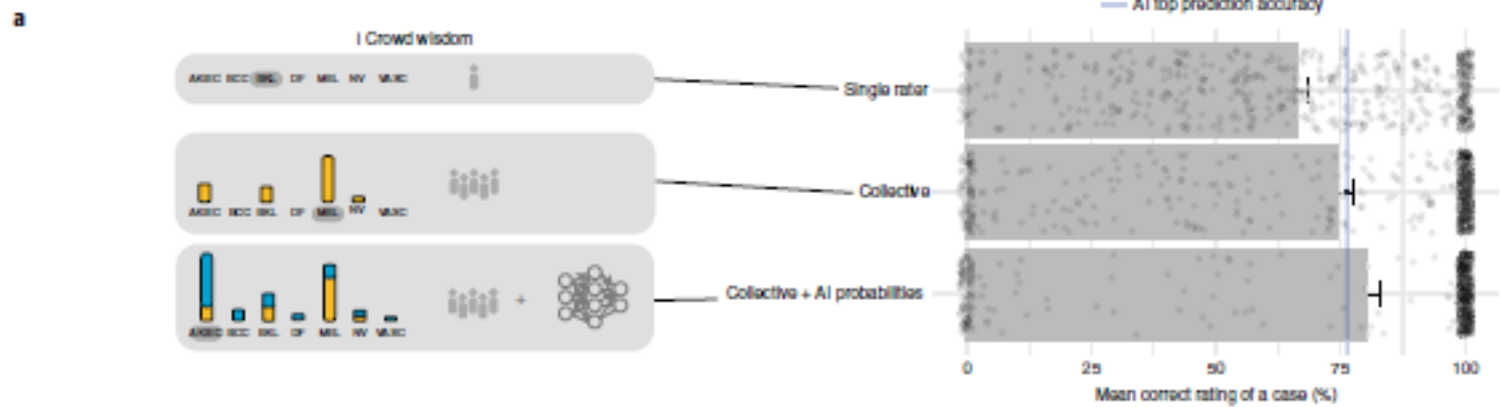 a
AI top prediction accuracy
i Crowd wisdom
AKIEC BCC BKL DF MEL NV VASC
Single rater
AKIEC BCC BKL DF MEL NV VASC
Collective
+
AKIEC BCC BKL DF MEL NV VASC
Collective + AI probabilities
0 25 50 75 100
Mean correct rating of a case (%)